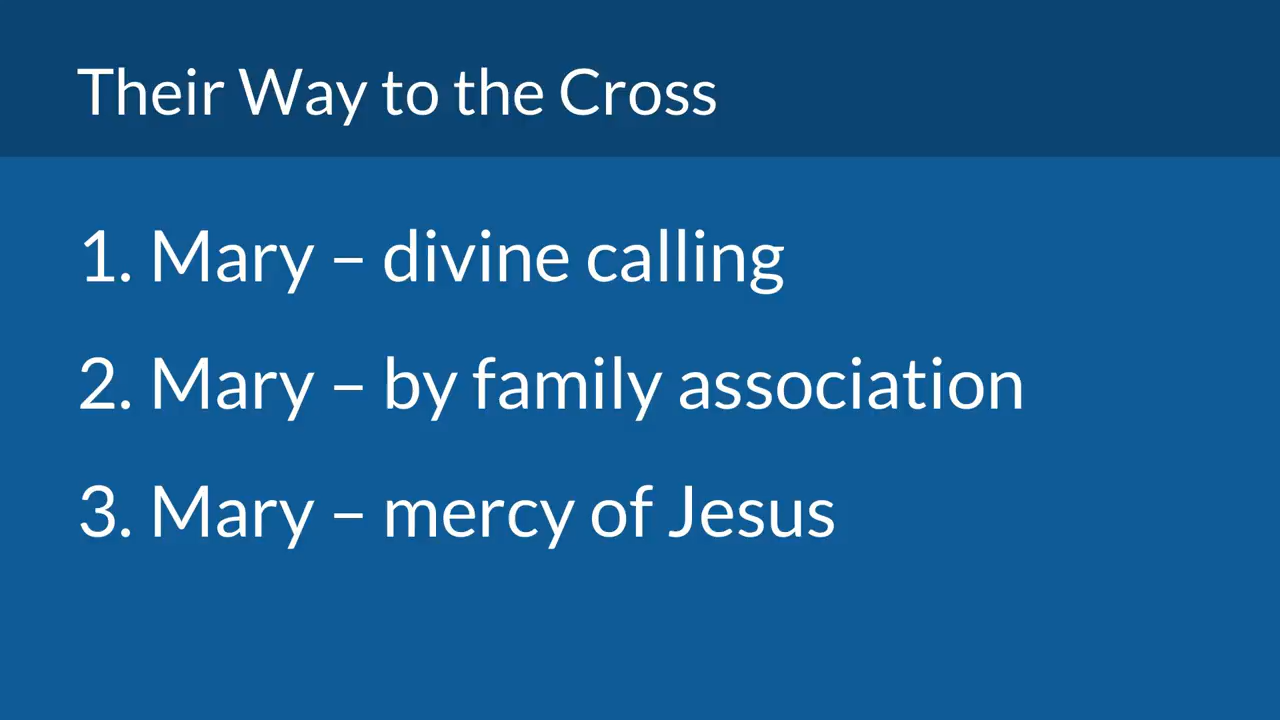 Their Way to the Cross
1. Mary – divine calling
2. Mary – by family association
3. Mary – mercy of Jesus